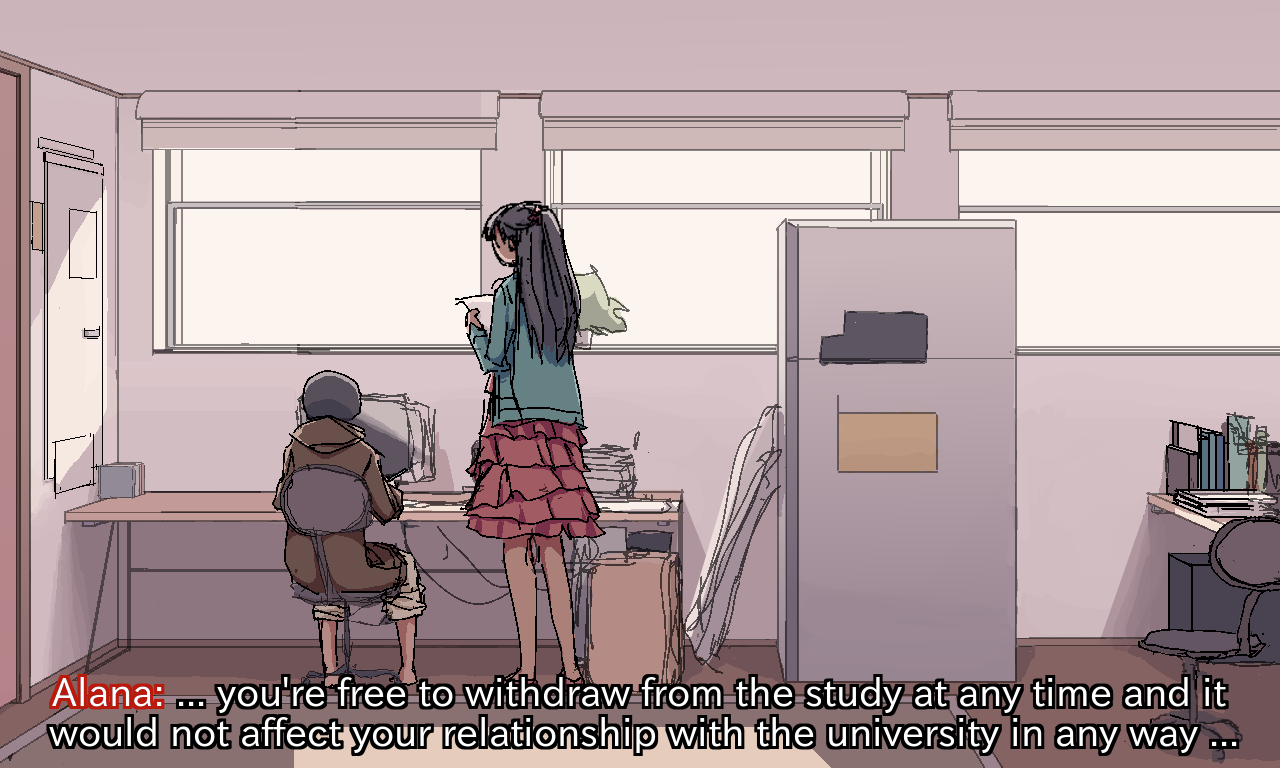 Alana: ... you're free to withdraw from the study at any time and it
would not affect your relationship with the university in any way ...